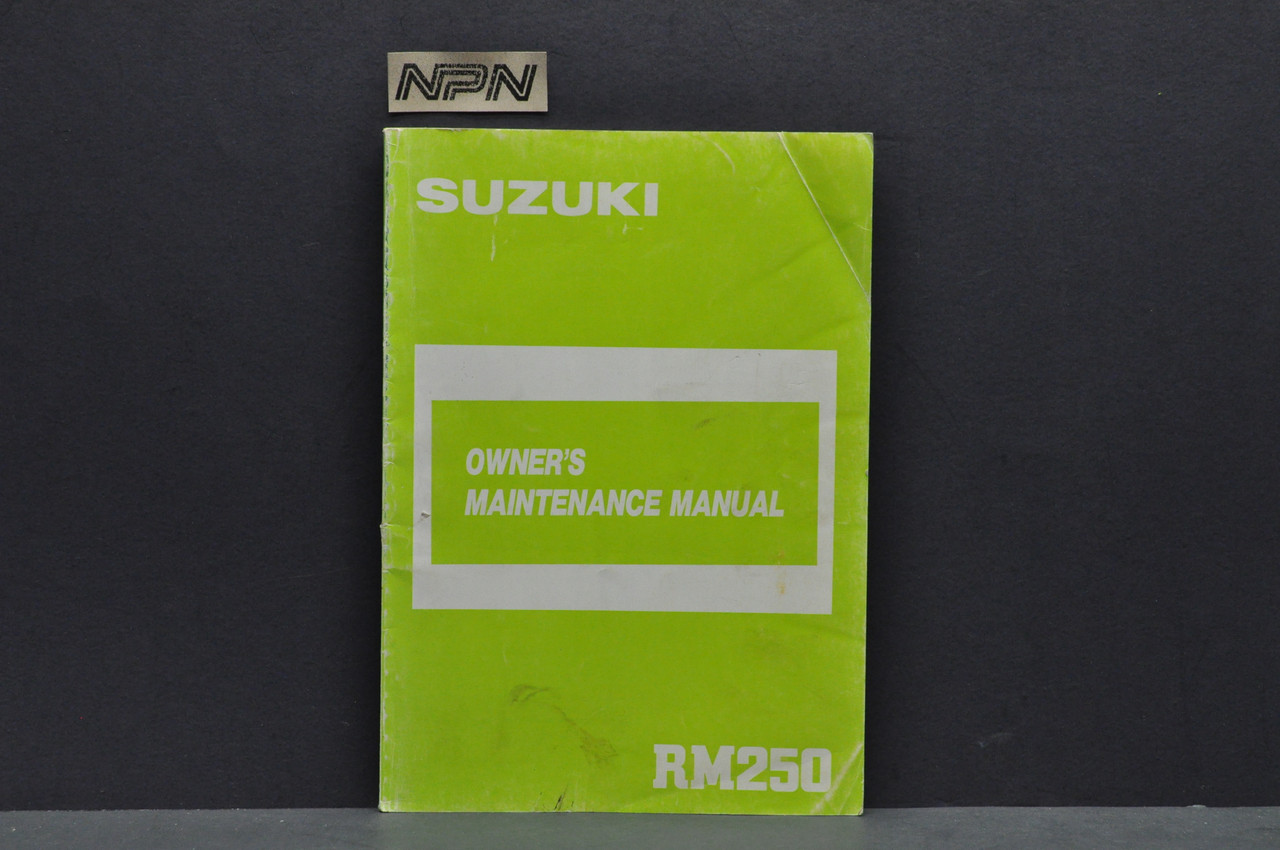 NPN
SUZUKI
OWNER'S
MAINTENANCE MANUAL
RM250